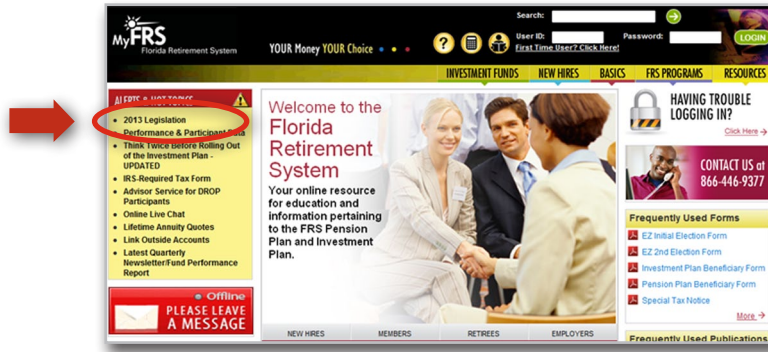 Search:
MyFRS
Florida Retirement System
YOUR Money YOUR Choice
User ID:
Password:
LOGIN
First Time User? Click Here!
INVESTMENT FUNDS
NEW HIRES
BASICS
FRS PROGRAMS
RESOURCES
ALERTS & HOT TOPICS
2013 Legislation
Performance & Participant Data
Think Twice Before Rolling Out
of the Investment Plan -
UPDATED
IRS-Required Tax Form
Advisor Service for DROP
Participants
Online Live Chat
Lifetime Annuity Quotes
Link Outside Accounts
Latest Quarterly
Newsletter/Fund Performance
Report
Offline
PLEASE LEAVE
A MESSAGE
Welcome to the
Florida
Retirement
System
Your online resource
for education and
information pertaining
to the FRS Pension
Plan and Investment
Plan.
NEW HIRES
MEMBERS
RETIREES
EMPLOYERS
HAVING TROUBLE
LOGGING IN?
Click Here
CONTACT US at
866-446-9377
Frequently Used Forms
EZ Initial Election Form
EZ 2nd Election Form
Investment Plan Beneficiary Form
Pension Plan Beneficiary Form
Special Tax Notice
More
Frequently Used Publications